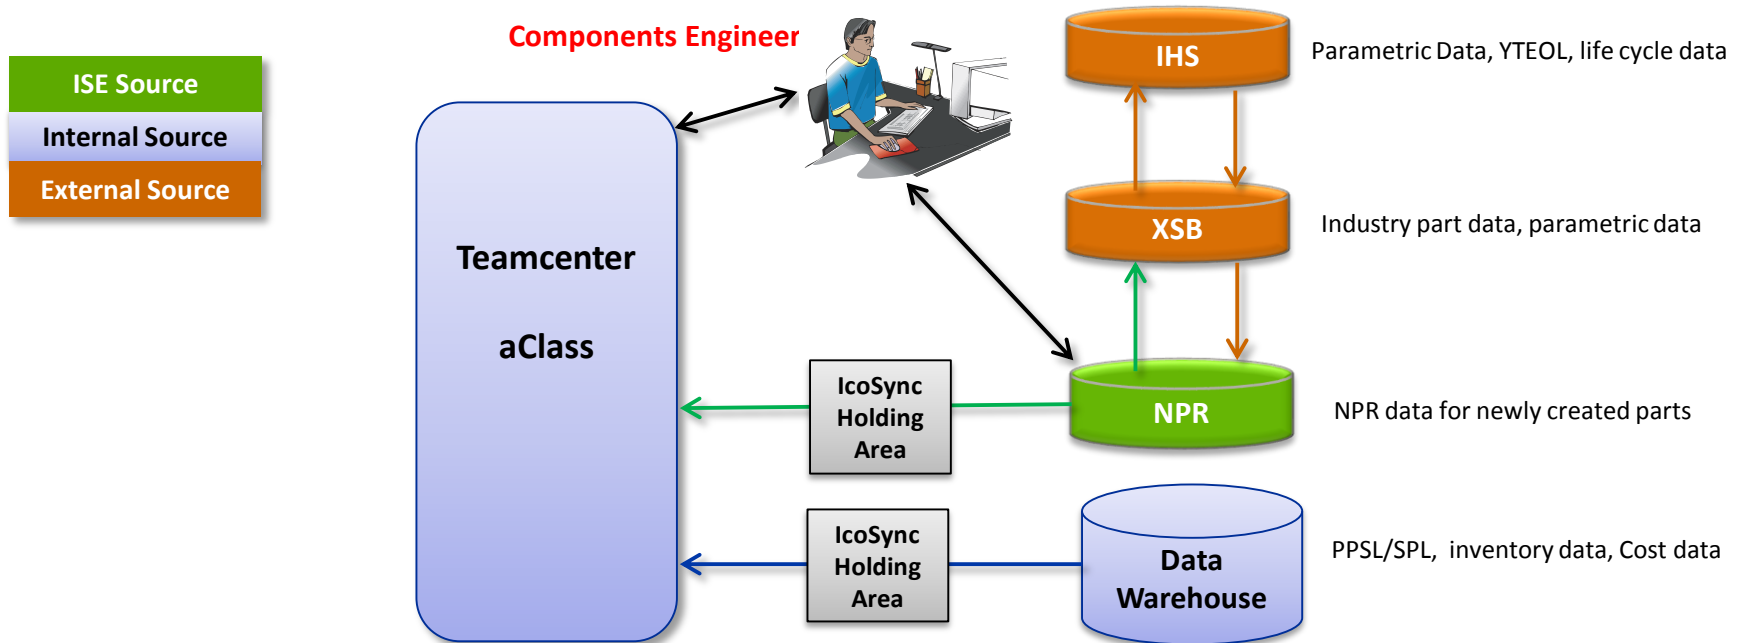 Components Engineer
ISE Source
Internal Source
External Source
IHS
Parametric Data, YTEOL, life cycle data
XSB
Industry part data, parametric data
Teamcenter
aClass
IcoSync
Holding
Area
NPR
NPR data for newly created parts
IcoSync
Holding
Area
Data
Warehouse
PPSL/SPL, inventory data, Cost data